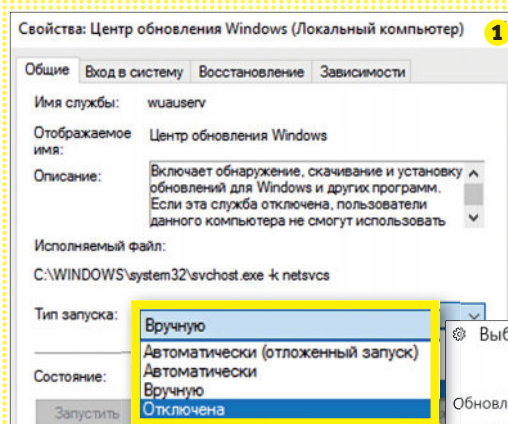 Свойства: Центр обновления Windows (Локальный компьютер)
1
Общие Вход в систему Восстановление Зависимости
Имя службы: wuauserv
Отображаемое имя: Центр обновления Windows
Описание: Включает обнаружение, скачивание и установку
обновлений для Windows и других программ.
Если эта служба отключена, пользователи
данного компьютера не смогут использовать
Исполняемый файл:
C:\WINDOWS\system32\svchost.exe -k netsvcs
Тип запуска: Вручную
Автоматически (отложенный запуск)
Автоматически
Вручную
Отключена
Состояние:
Запустить
Выб
Обновл